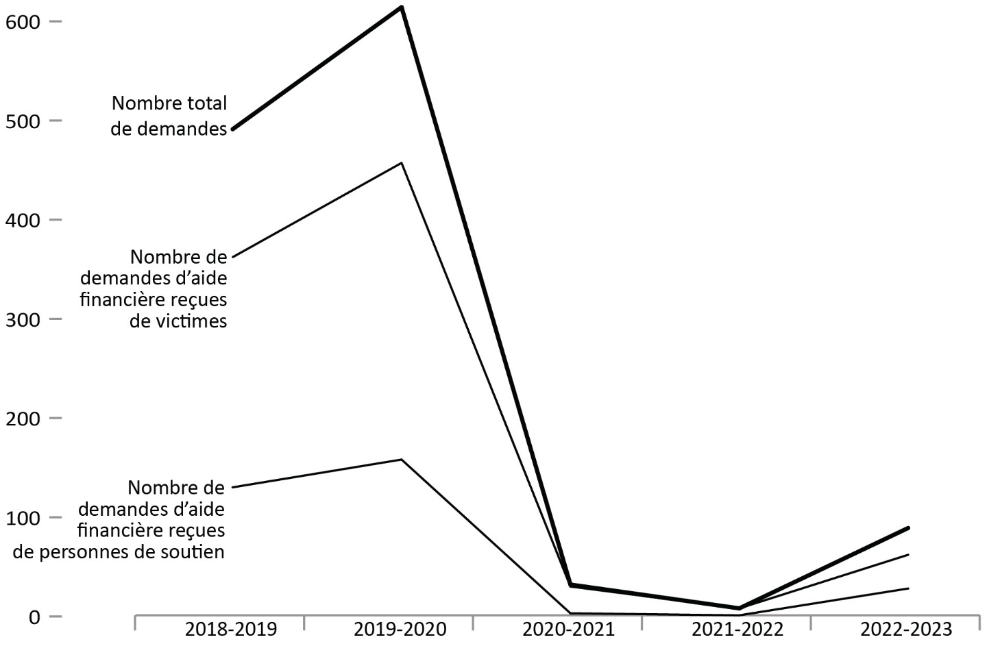 600
Nombre total
500
de demandes
400
Nombre de
demandes d’aide
financière reçues
300
de victimes
200
Nombre de
demandes d’aide
100
financière reçues
de personnes de soutien
0
2018-2019 2019-2020 2020-2021 2021-2022 2022-2023